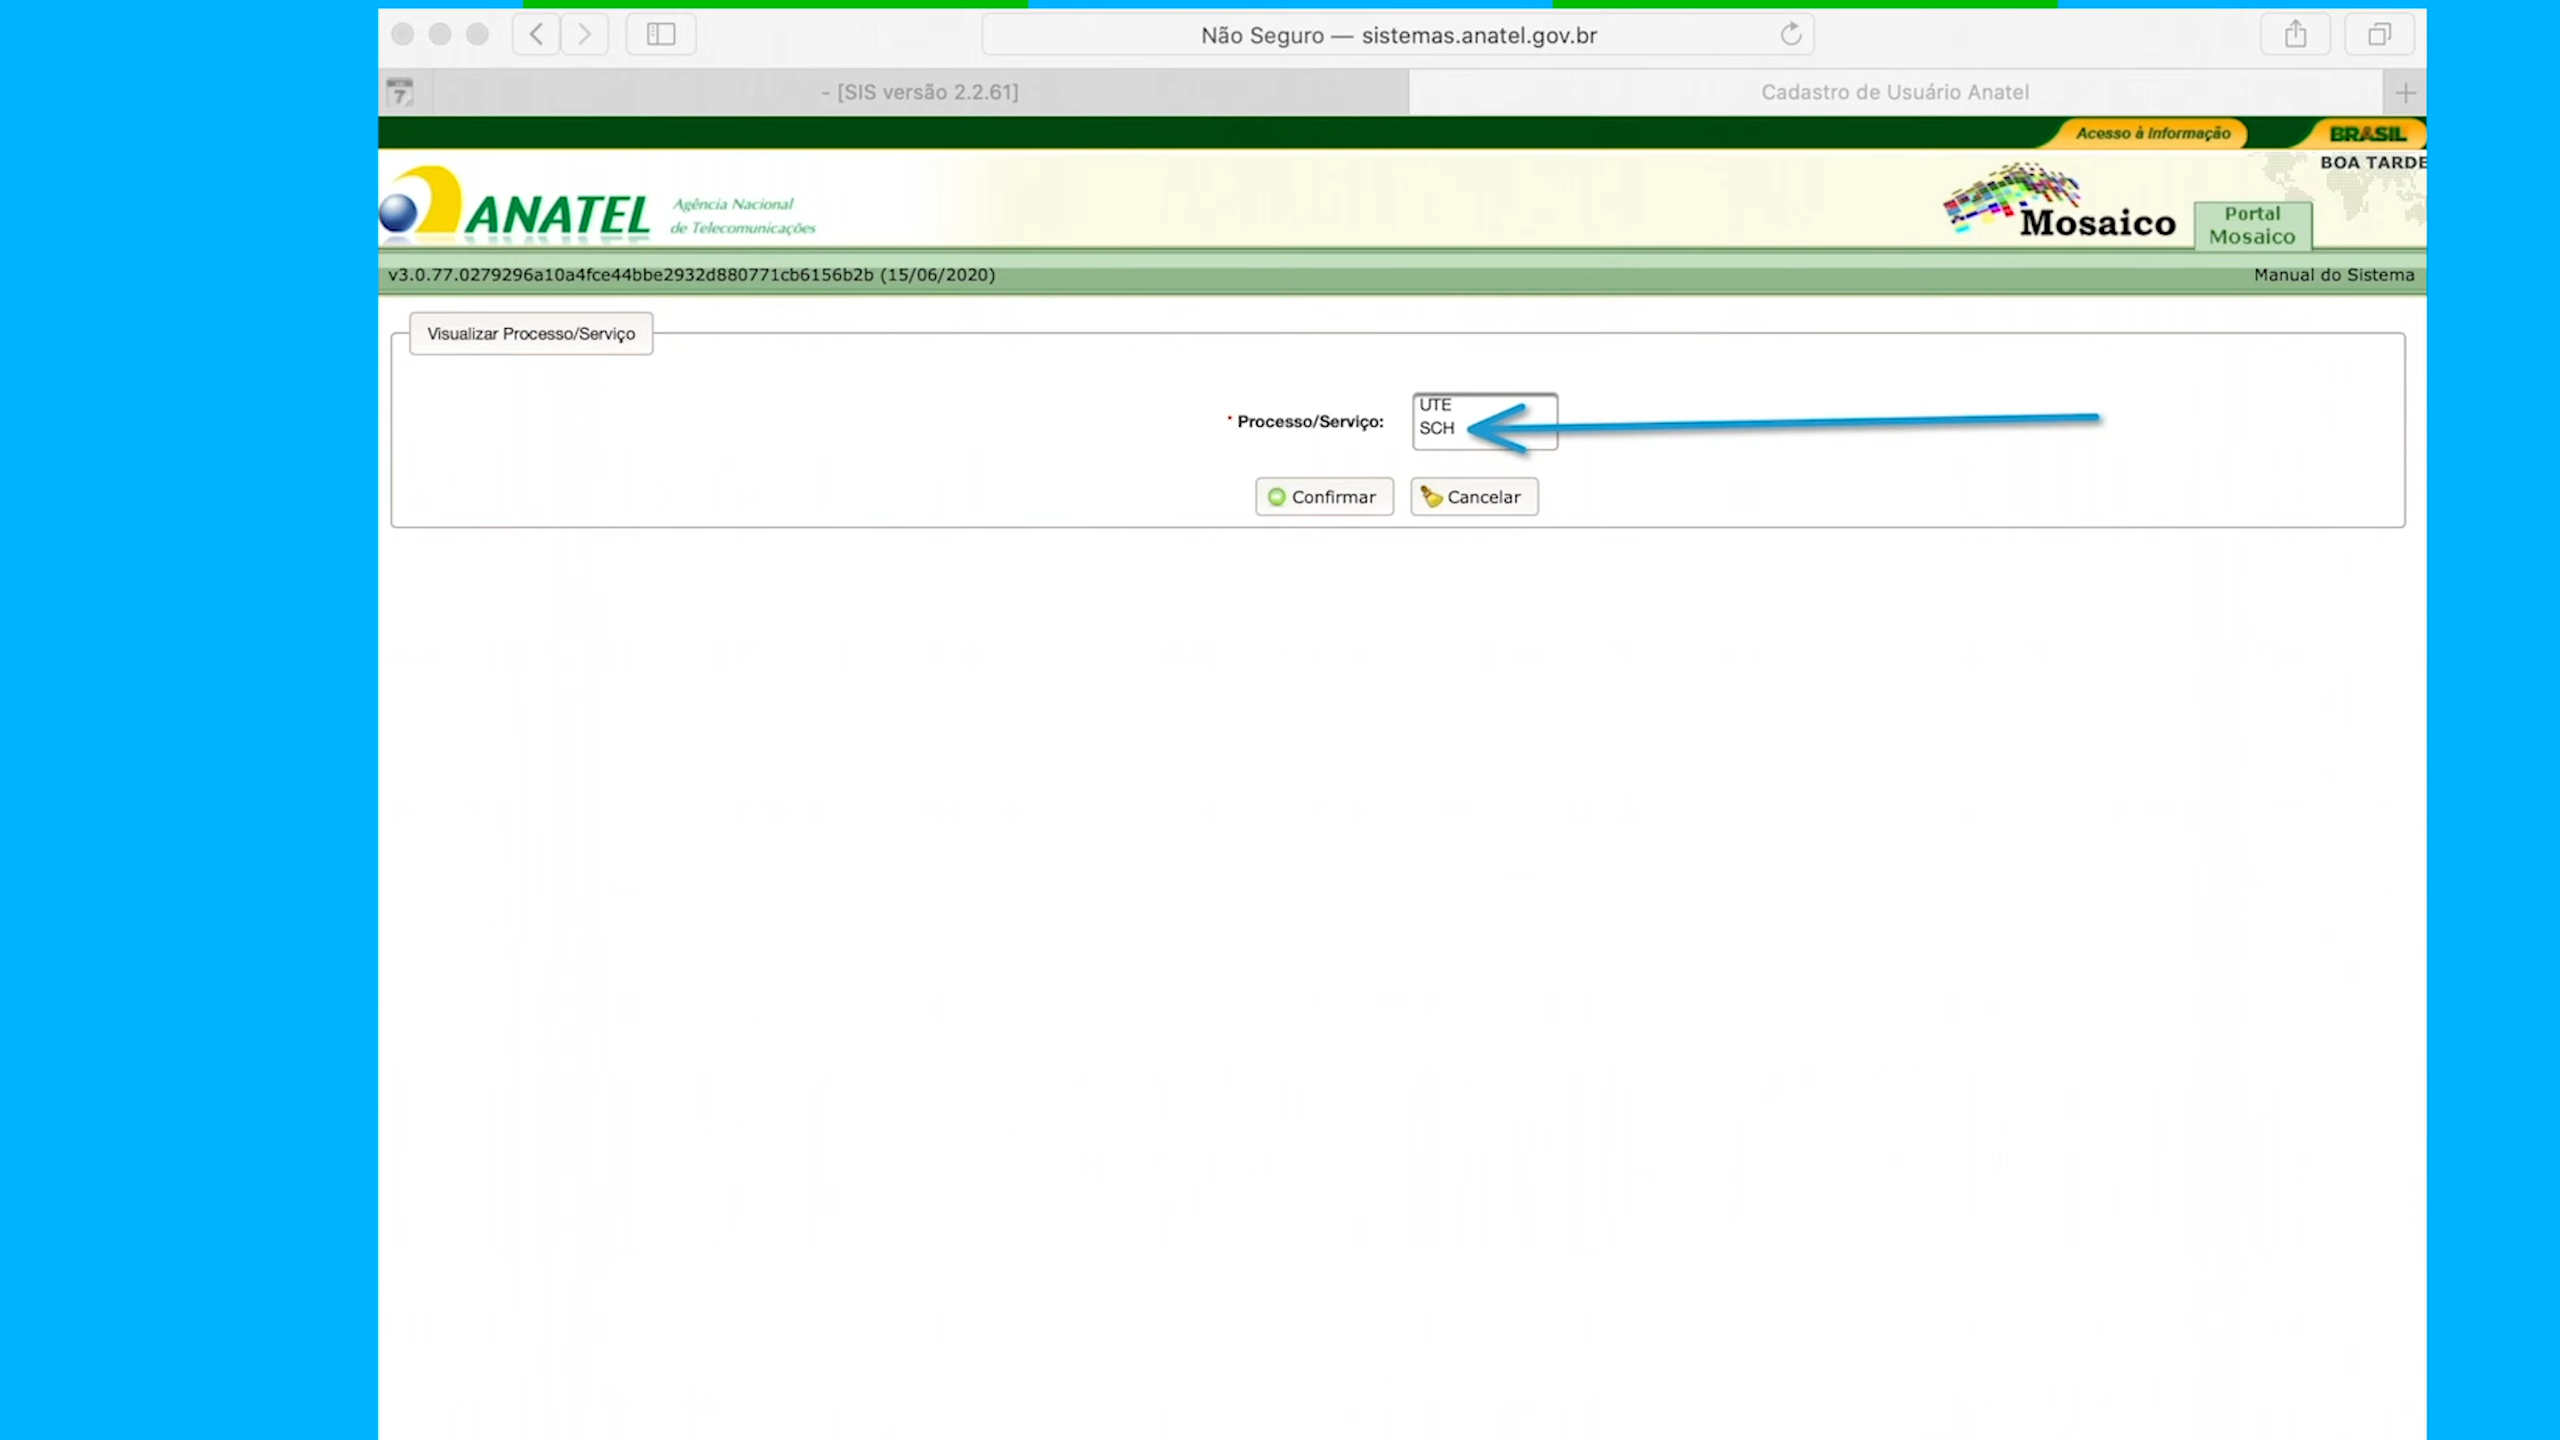 Não Seguro — sistemas.anatel.gov.br
7
- [SIS versão 2.2.61]
Cadastro de Usuário Anatel
+
Acesso à Informação
BRASIL
BOA TARDE
ANATEL
Agência Nacional
de Telecomunicações
Mosaico
Portal
Mosaico
v3.0.77.0279296a10a4fce44bbe2932d880771cb6156b2b (15/06/2020)
Manual do Sistema
Visualizar Processo/Serviço
* Processo/Serviço:
UTE
SCH
Confirmar
Cancelar